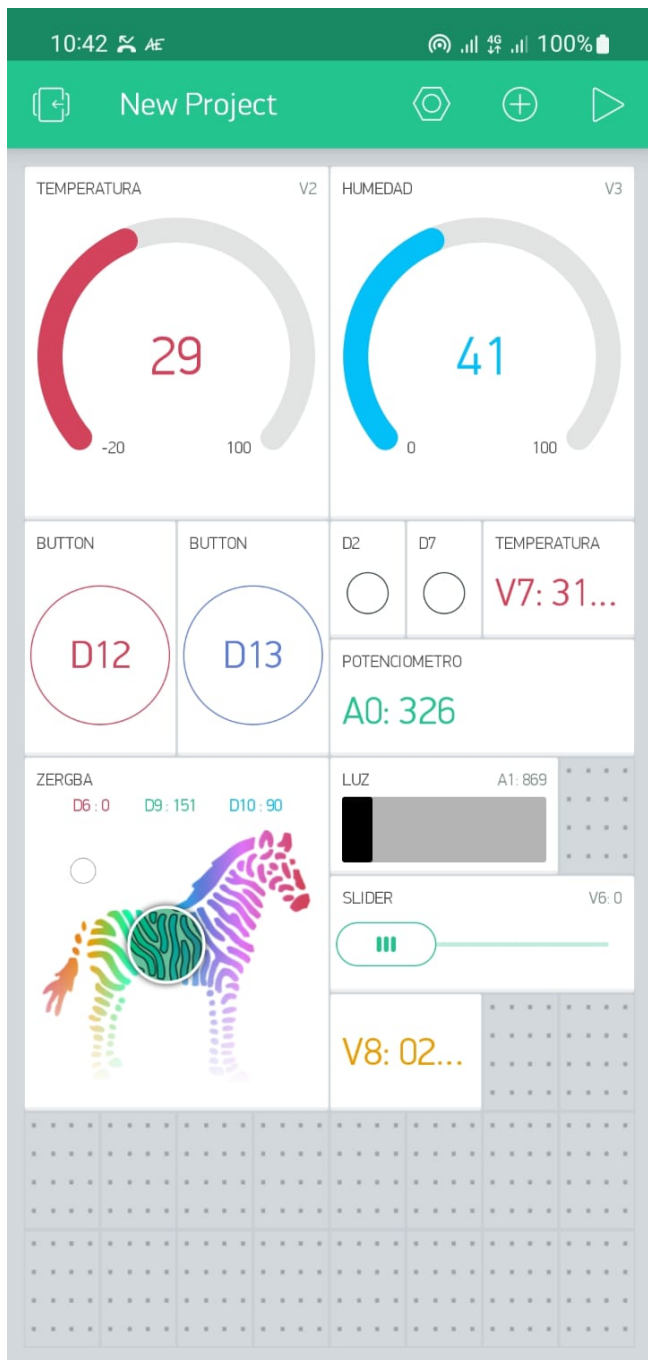 10:42 AE 4G 100%
New Project
TEMPERATURA V2
29
-20 100
HUMEDAD V3
41
0 100
BUTTON
D12
BUTTON
D13
D2
D7
TEMPERATURA
V7: 31...
POTENCIOMETRO
A0: 326
ZERGBA
D6 : 0 D9 : 151 D10 : 90
LUZ A1: 869
SLIDER V6: 0
V8: 02...